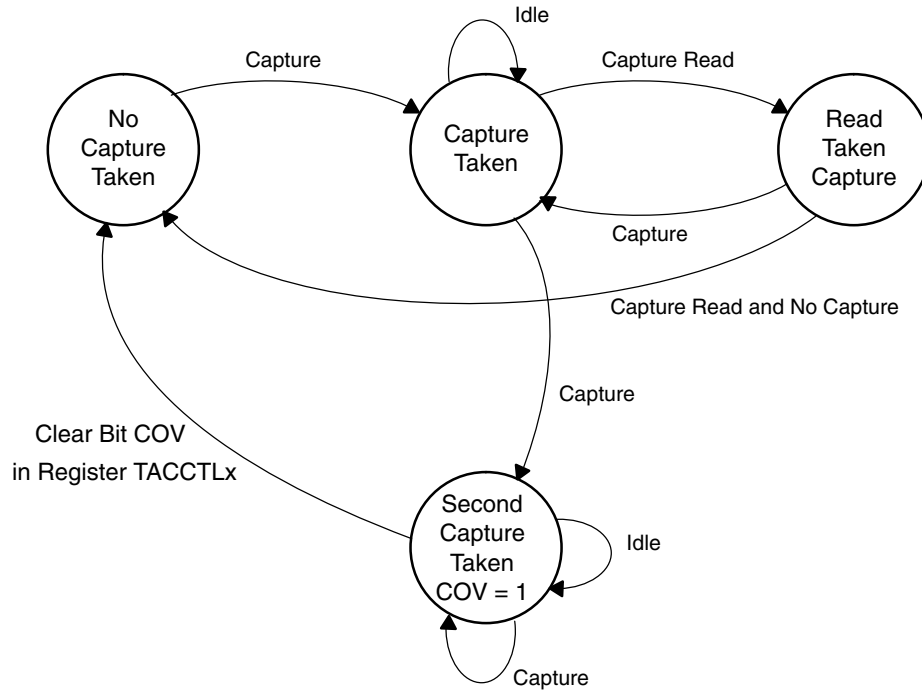 Idle
Capture
Capture Read
No
Capture
Taken
Capture
Taken
Read
Taken
Capture
Capture
Capture Read and No Capture
Capture
Clear Bit COV
in Register TACCTLx
Second
Capture
Taken
COV = 1
Idle
Capture